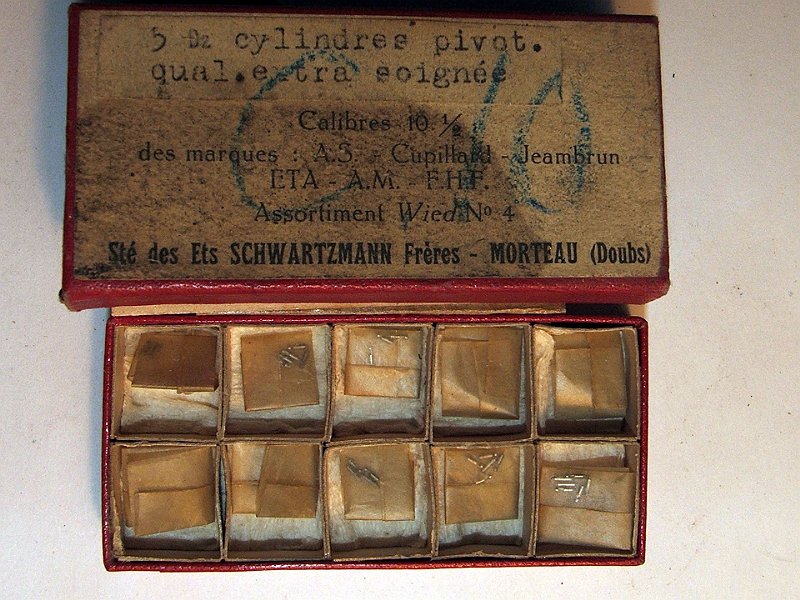 5 Dz cylindres pivot.
qual.extra soignée
Calibres 10 ½
des marques : A.S. - Cupillard - Jeambrun
ETA - A.M. - F.H.F.
Assortiment Wied No 4
Sté des Ets SCHWARTZMANN Frères - MORTEAU (Doubs)